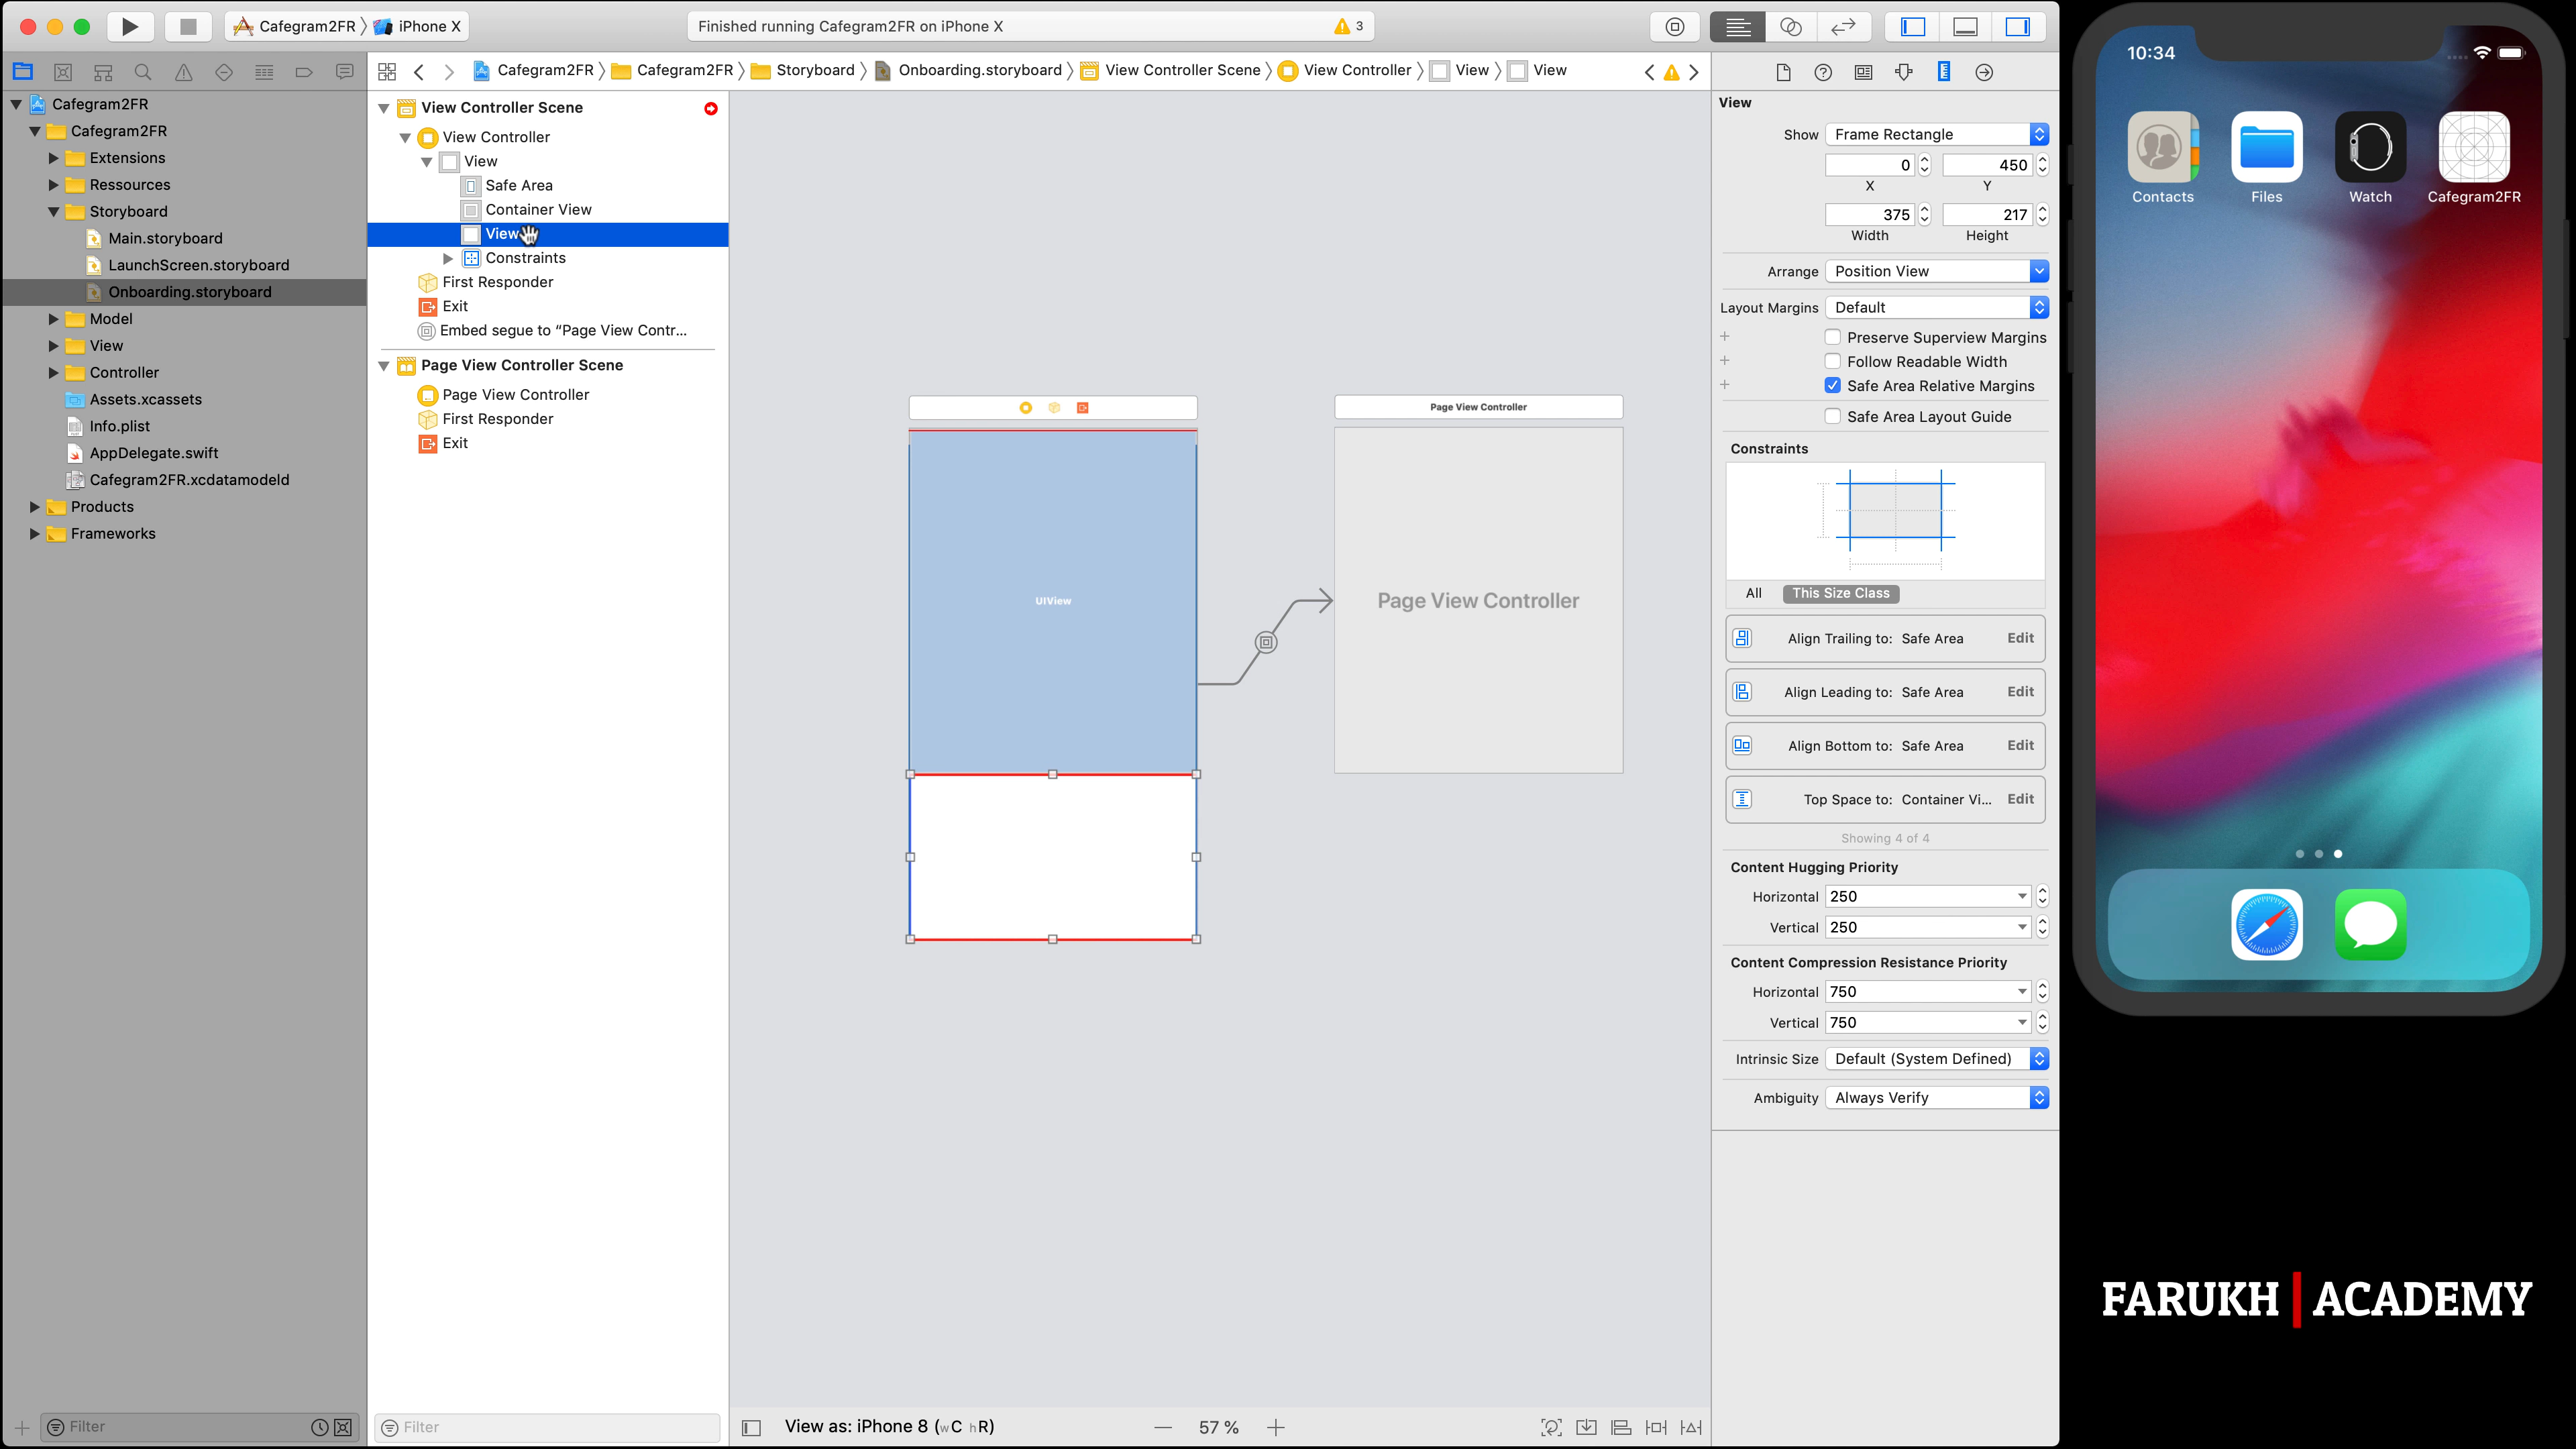 Cafegram2FR
iPhone X
Finished running Cafegram2FR on iPhone X
3
Cafegram2FR
Cafegram2FR
Storyboard
Onboarding.storyboard
View Controller Scene
View Controller
View
View
Cafegram2FR
Cafegram2FR
Extensions
Ressources
Storyboard
Main.storyboard
LaunchScreen.storyboard
Onboarding.storyboard
Model
View
Controller
Assets.xcassets
Info.plist
AppDelegate.swift
Cafegram2FR.xcdatamodeld
Products
Frameworks
Filter
View Controller Scene
View Controller
View
Safe Area
Container View
View
Constraints
First Responder
Exit
Embed segue to “Page View Contr...
Page View Controller Scene
Page View Controller
First Responder
Exit
Filter
UIView
Page View Controller
Page View Controller
View as: iPhone 8 (wC hR)
57 %
View
Show Frame Rectangle
0 450
X Y
375 217
Width Height
Arrange Position View
Layout Margins Default
Preserve Superview Margins
Follow Readable Width
Safe Area Relative Margins
Safe Area Layout Guide
Constraints
All This Size Class
Align Trailing to: Safe Area Edit
Align Leading to: Safe Area Edit
Align Bottom to: Safe Area Edit
Top Space to: Container Vi... Edit
Showing 4 of 4
Content Hugging Priority
Horizontal 250
Vertical 250
Content Compression Resistance Priority
Horizontal 750
Vertical 750
Intrinsic Size Default (System Defined)
Ambiguity Always Verify
10:34
Contacts Files Watch Cafegram2FR
FARUKH ACADEMY